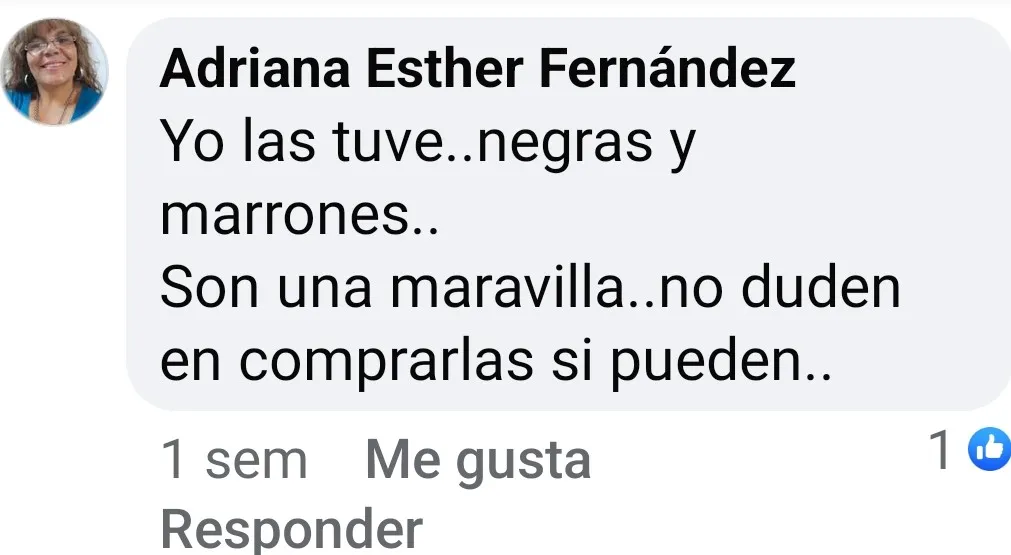 Adriana Esther Fernández
Yo las tuve..negras y
marrones..
Son una maravilla..no duden
en comprarlas si pueden..
1 sem Me gusta 1
Responder